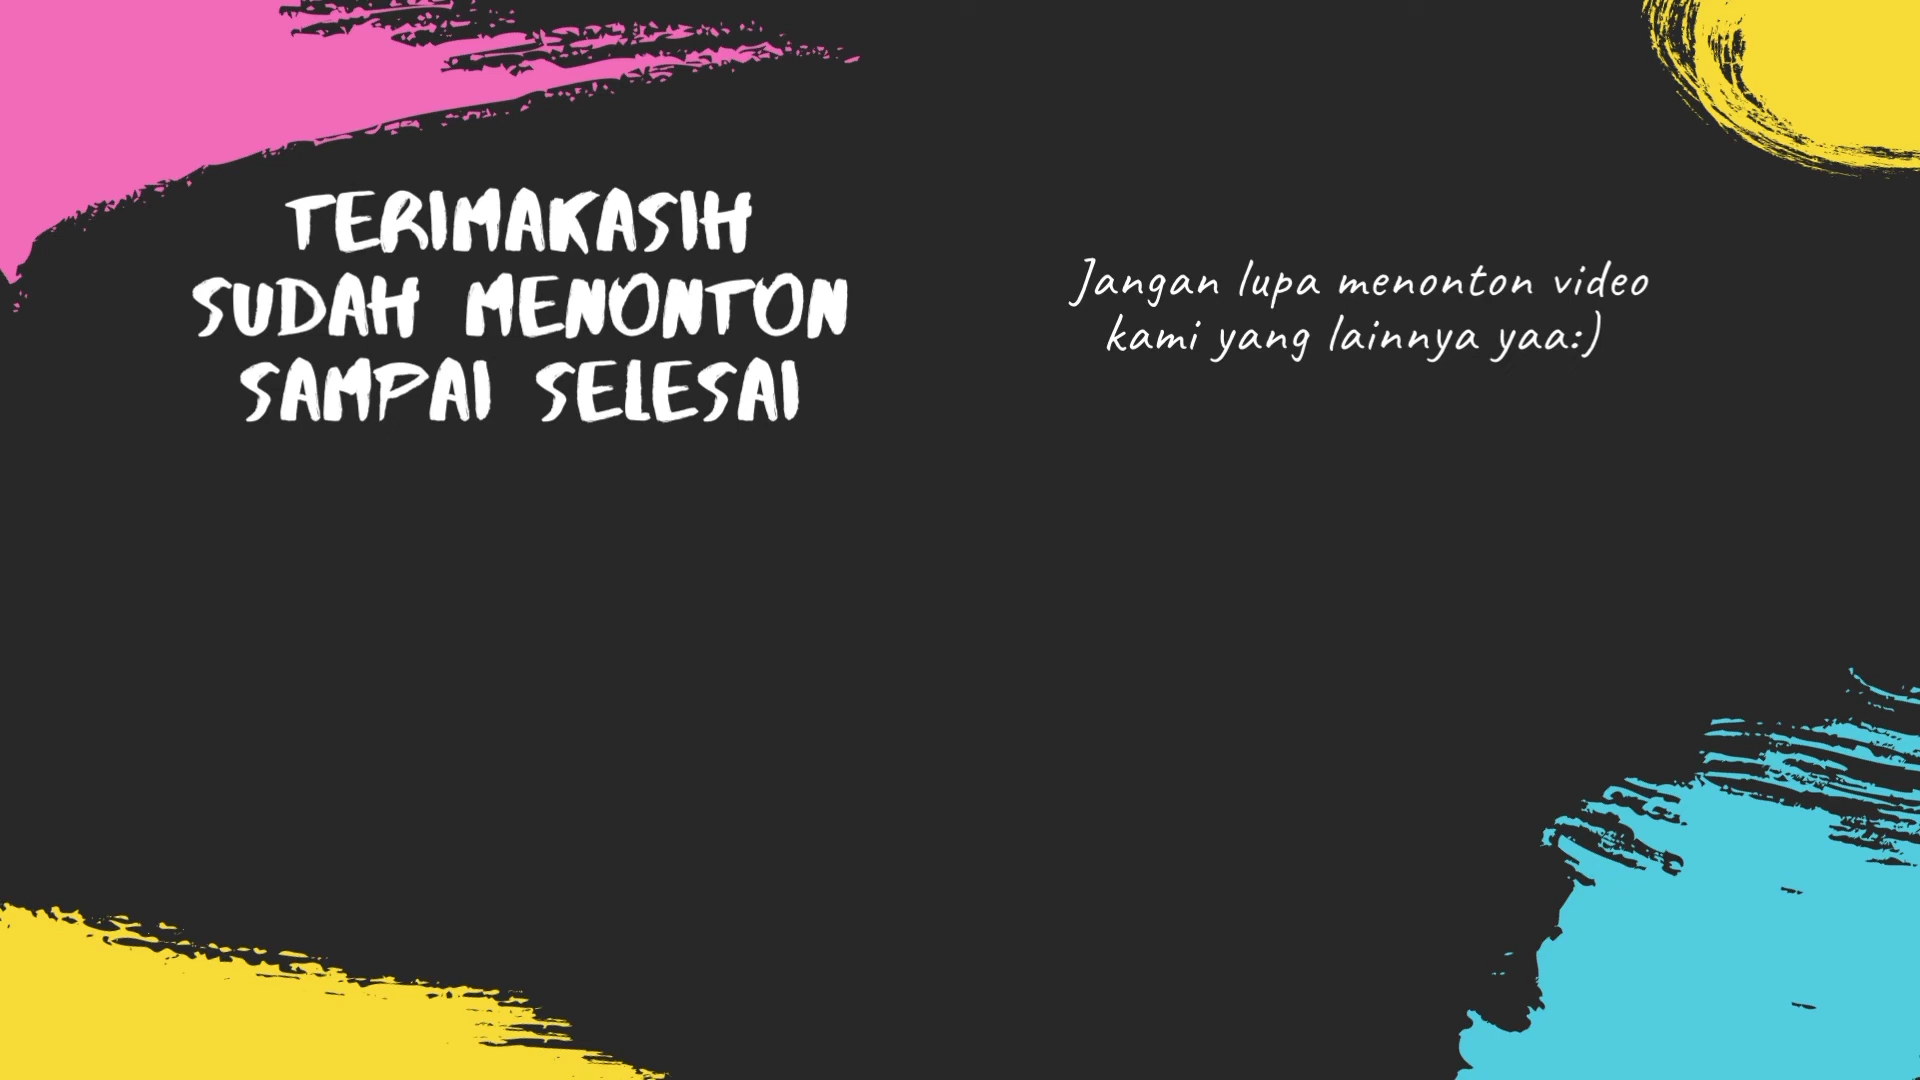 TERIMAKASIH
SUDAH MENONTON
SAMPAI SELESAI
Jangan lupa menonton video
kami yang lainnya yaa:)